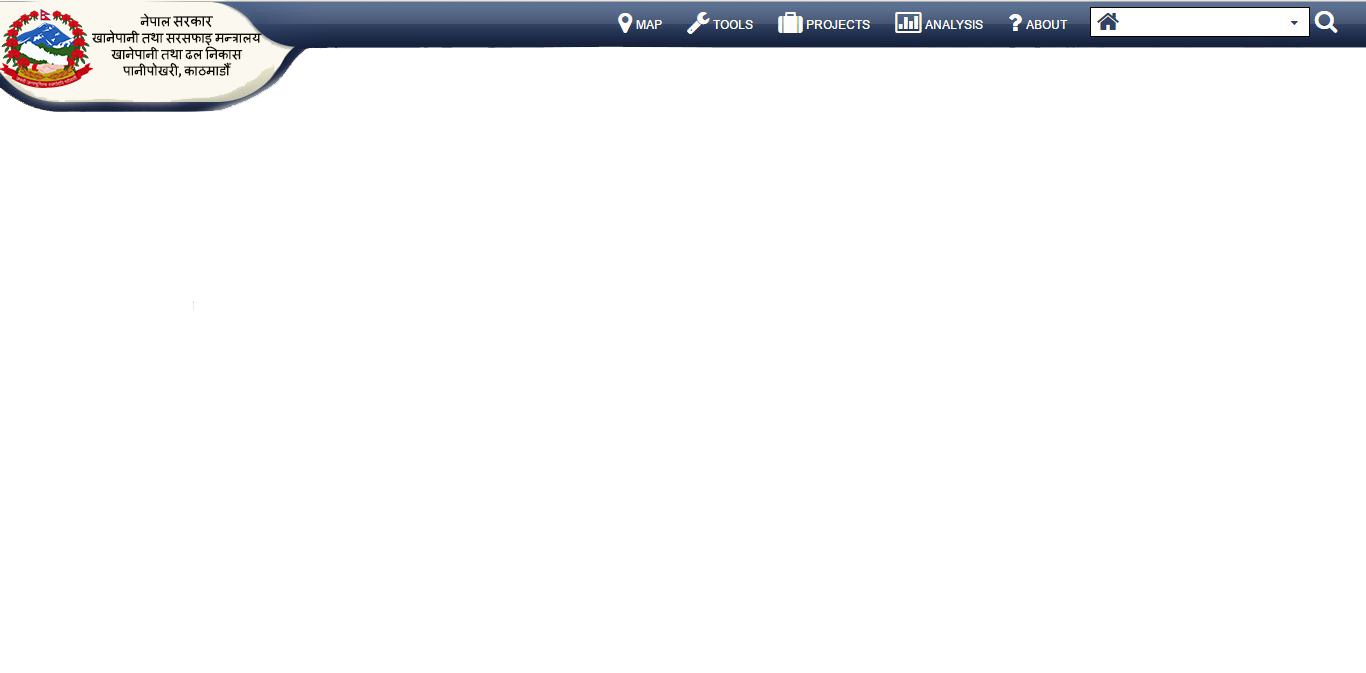 नेपाल सरकार
खानेपानी तथा सरसफाइ मन्त्रालय
खानेपानी तथा ढल निकास
पानीपोखरी, काठमाडौँ
MAP
TOOLS
PROJECTS
ANALYSIS
? ABOUT